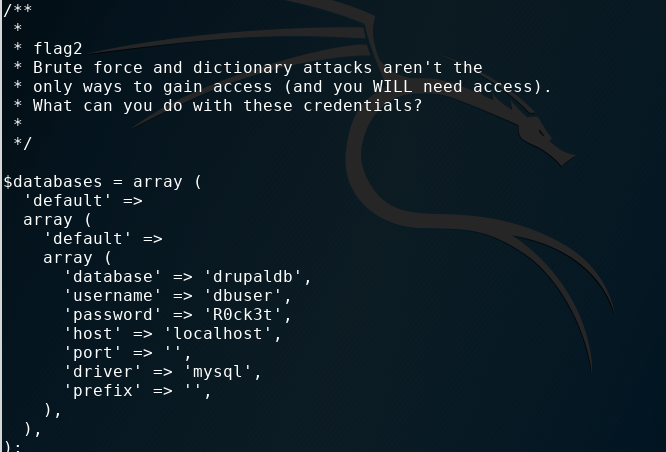 /**
 *
 * flag2
 * Brute force and dictionary attacks aren't the
 * only ways to gain access (and you WILL need access).
 * What can you do with these credentials?
 *
 */

$databases = array (
  'default' =>
  array (
    'default' =>
    array (
      'database' => 'drupaldb',
      'username' => 'dbuser',
      'password' => 'R0ck3t',
      'host' => 'localhost',
      'port' => '',
      'driver' => 'mysql',
      'prefix' => '',
    ),
  ),
);